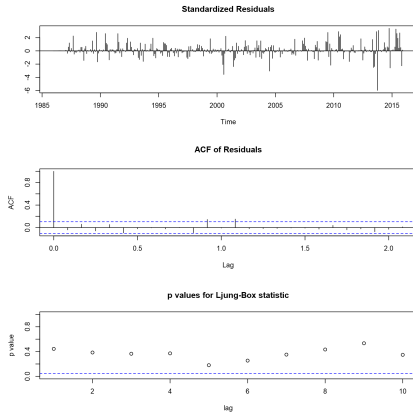 Standardized Residuals
2
0
-2
-4
-6
1985 1990 1995 2000 2005 2010 2015
Time
ACF of Residuals
ACF
0.8
0.4
0.0
0.0 0.5 1.0 1.5 2.0
Lag
p values for Ljung-Box statistic
p value
0.8
0.4
0.0
2 4 6 8 10
lag